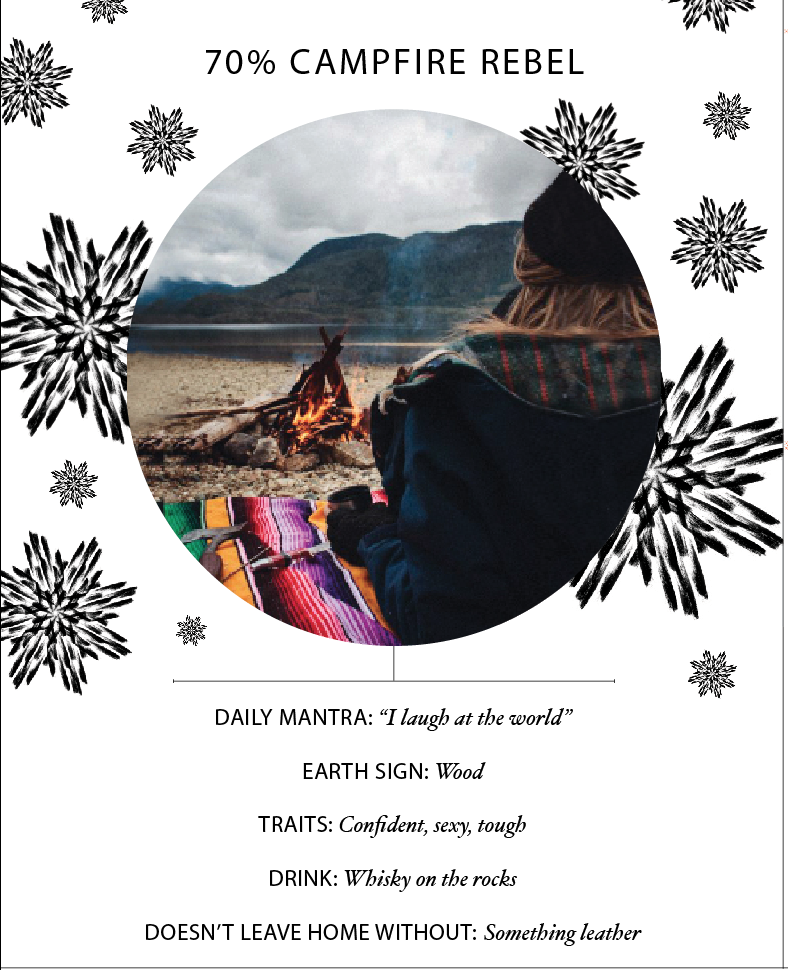 70% CAMPFIRE REBEL
DAILY MANTRA: “I laugh at the world”
EARTH SIGN: Wood
TRAITS: Confident, sexy, tough
DRINK: Whisky on the rocks
DOESN’T LEAVE HOME WITHOUT: Something leather